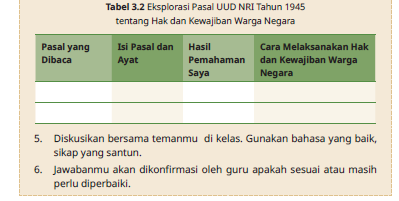 Tabel 3.2 Eksplorasi Pasal UUD NRI Tahun 1945
tentang Hak dan Kewajiban Warga Negara
Pasal yang Dibaca
Isi Pasal dan Ayat
Hasil Pemahaman Saya
Cara Melaksanakan Hak dan Kewajiban Warga Negara
5. Diskusikan bersama temanmu di kelas. Gunakan bahasa yang baik,
sikap yang santun.
6. Jawabanmu akan dikonfirmasi oleh guru apakah sesuai atau masih
perlu diperbaiki.